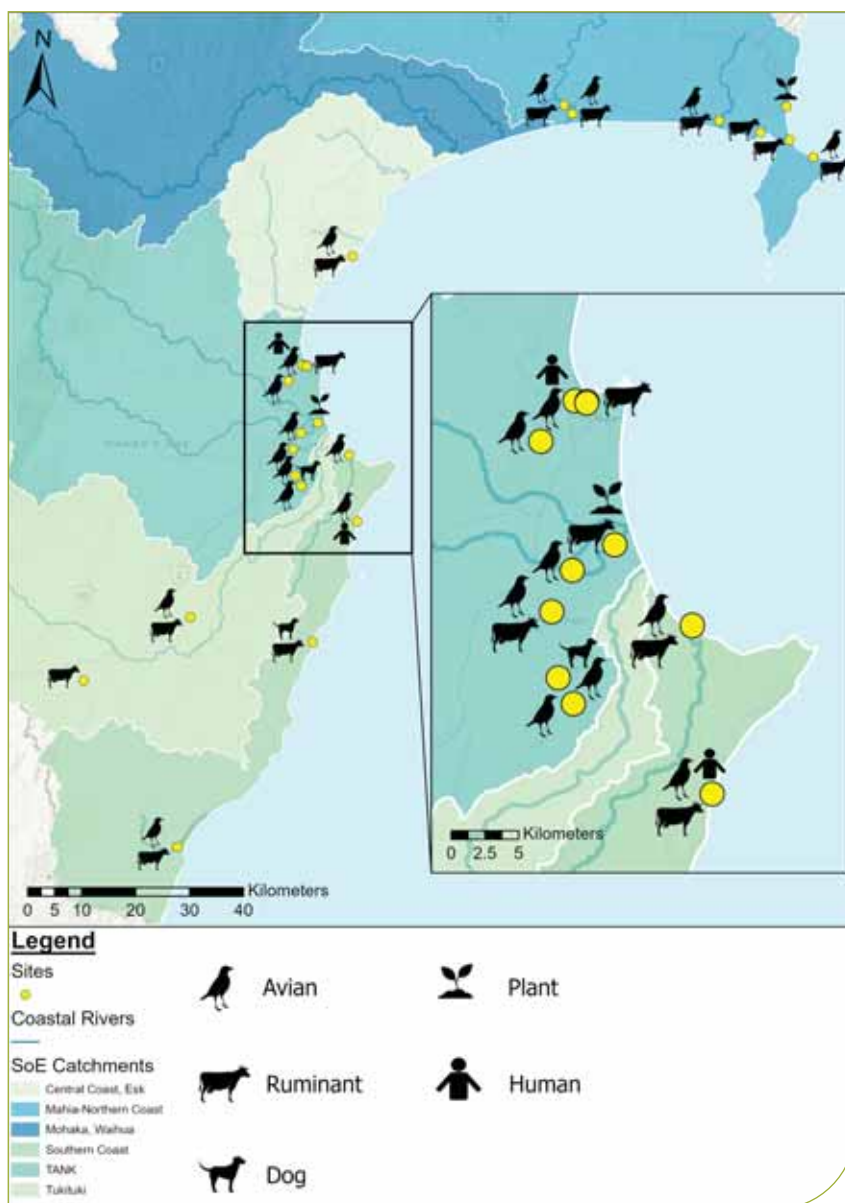 N
Kilometers
0 2.5 5
Kilometers
0 5 10 20 30 40
Legend
Sites
Coastal Rivers
SoE Catchments
Central Coast, Esk
Mahia-Northern Coast
Mohaka, Waihua
Southern Coast
TANK
Tukituki
Avian
Ruminant
Dog
Plant
Human